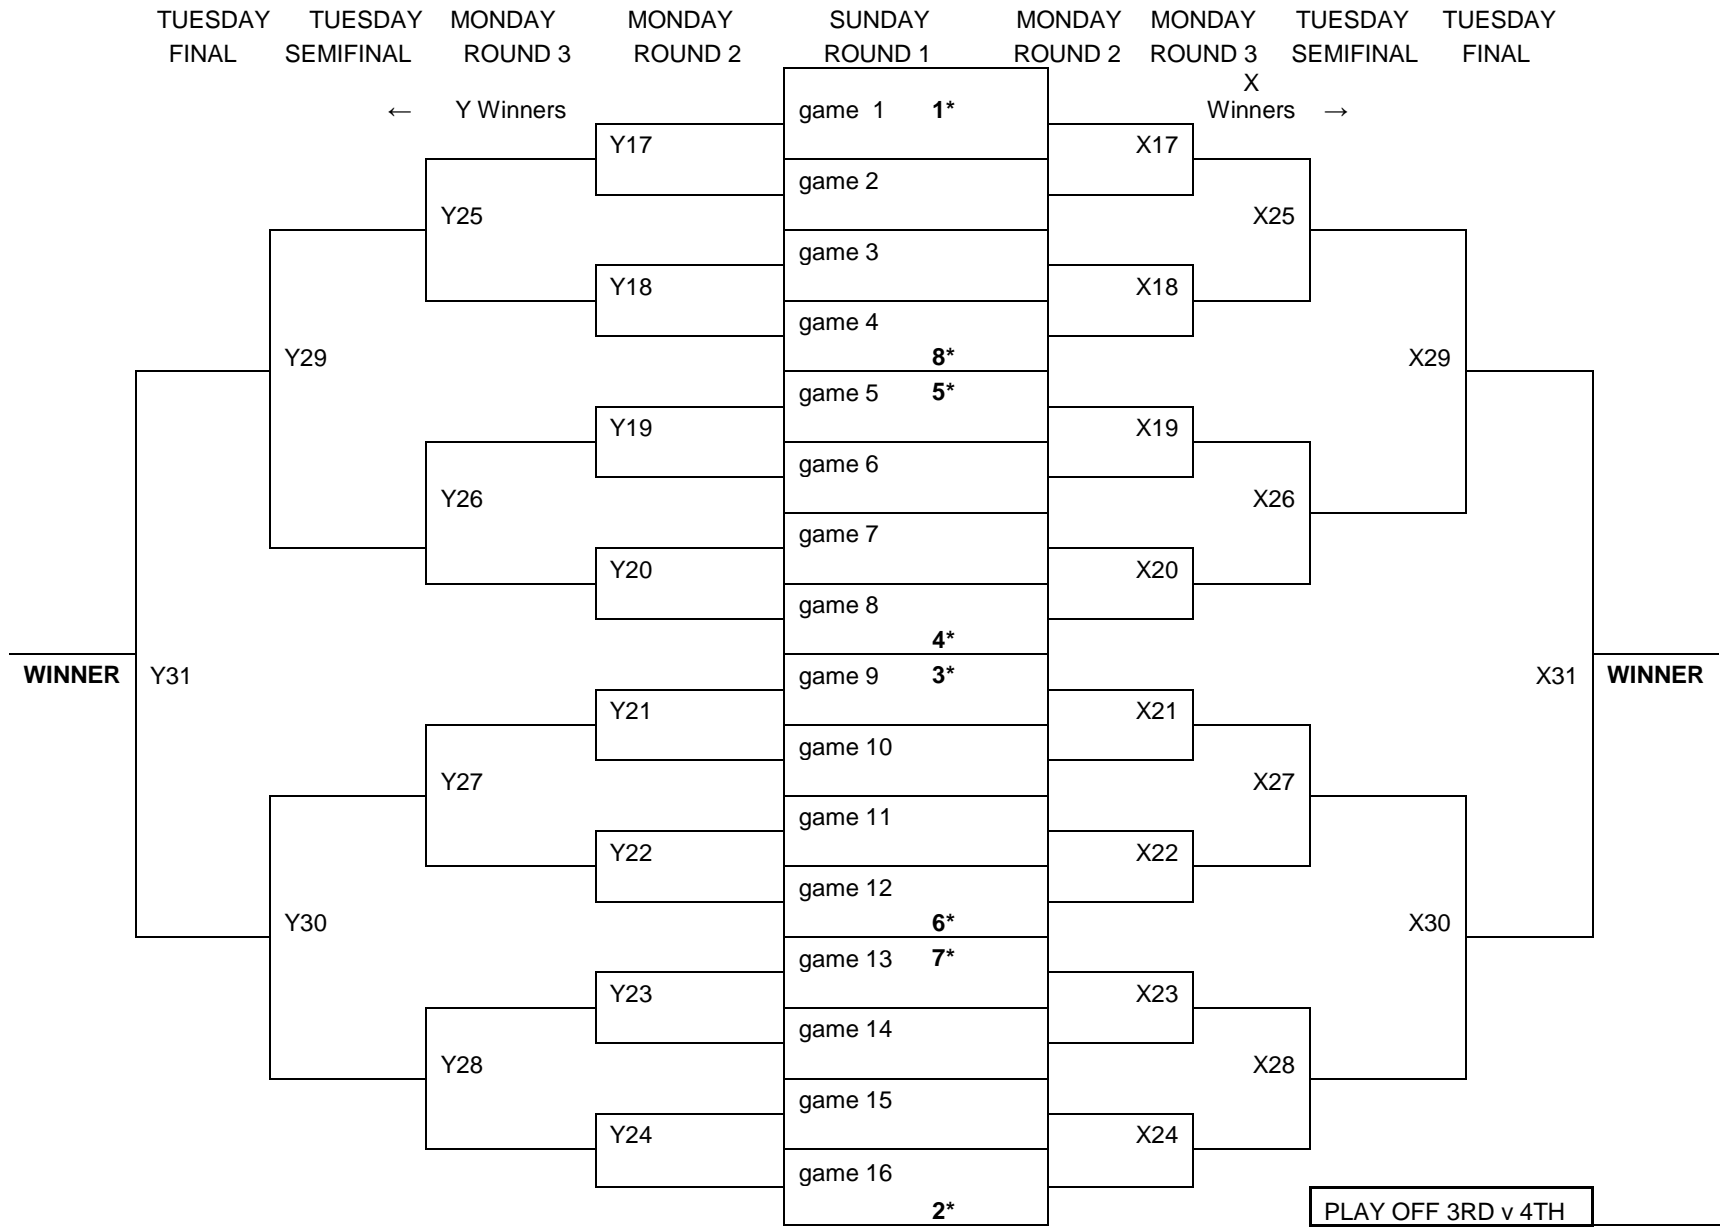 TUESDAY TUESDAY MONDAY MONDAY SUNDAY MONDAY MONDAY TUESDAY TUESDAY
FINAL SEMIFINAL ROUND 3 ROUND 2 ROUND 1 ROUND 2 ROUND 3 SEMIFINAL FINAL
X
← Y Winners game 1 1* Winners →
Y17 X17
game 2
Y25 X25
game 3
Y18 X18
game 4
Y29 8* X29
game 5 5*
Y19 X19
game 6
Y26 X26
game 7
Y20 X20
game 8
4*
WINNER Y31 game 9 3* X31 WINNER
Y21 X21
game 10
Y27 X27
game 11
Y22 X22
game 12
Y30 6* X30
game 13 7*
Y23 X23
game 14
Y28 X28
game 15
Y24 X24
game 16
2* PLAY OFF 3RD v 4TH